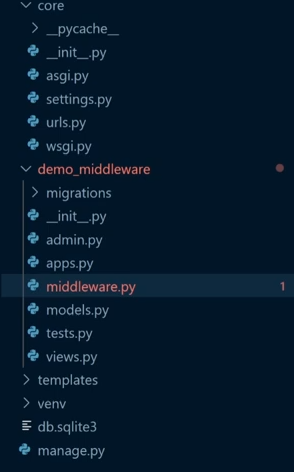 core
__pycache__
__init__.py
asgi.py
settings.py
urls.py
wsgi.py
demo_middleware
migrations
__init__.py
admin.py
apps.py
middleware.py 1
models.py
tests.py
views.py
templates
venv
db.sqlite3
manage.py